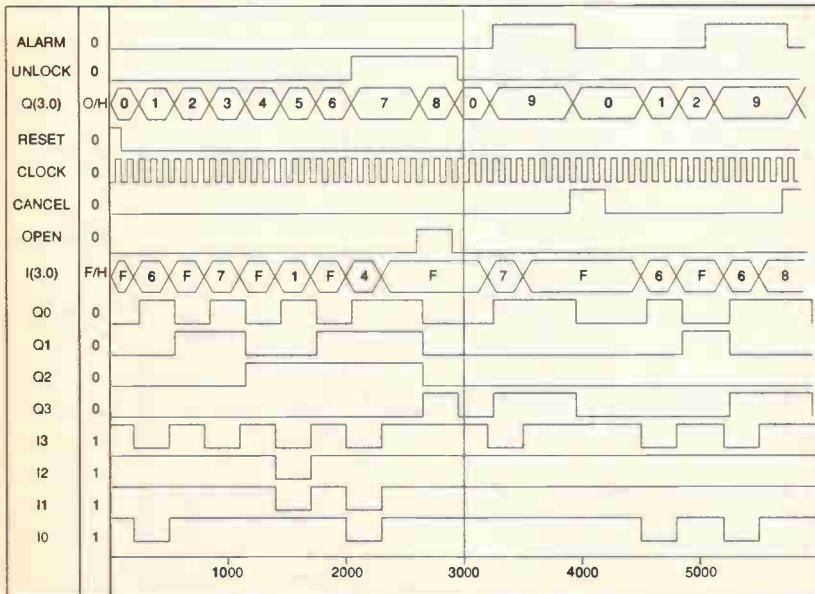 ALARM 0
UNLOCK 0
Q(3.0) O/H 0 1 2 3 4 5 6 7 8 0 9 0 1 2 9
RESET 0
CLOCK 0
CANCEL 0
OPEN 0
I(3.0) F/H F 6 F 7 F 1 F 4 F 7 F 6 F 6 8
Q0 0
Q1 0
Q2 0
Q3 0
I3 1
I2 1
I1 1
I0 1
1000 2000 3000 4000 5000